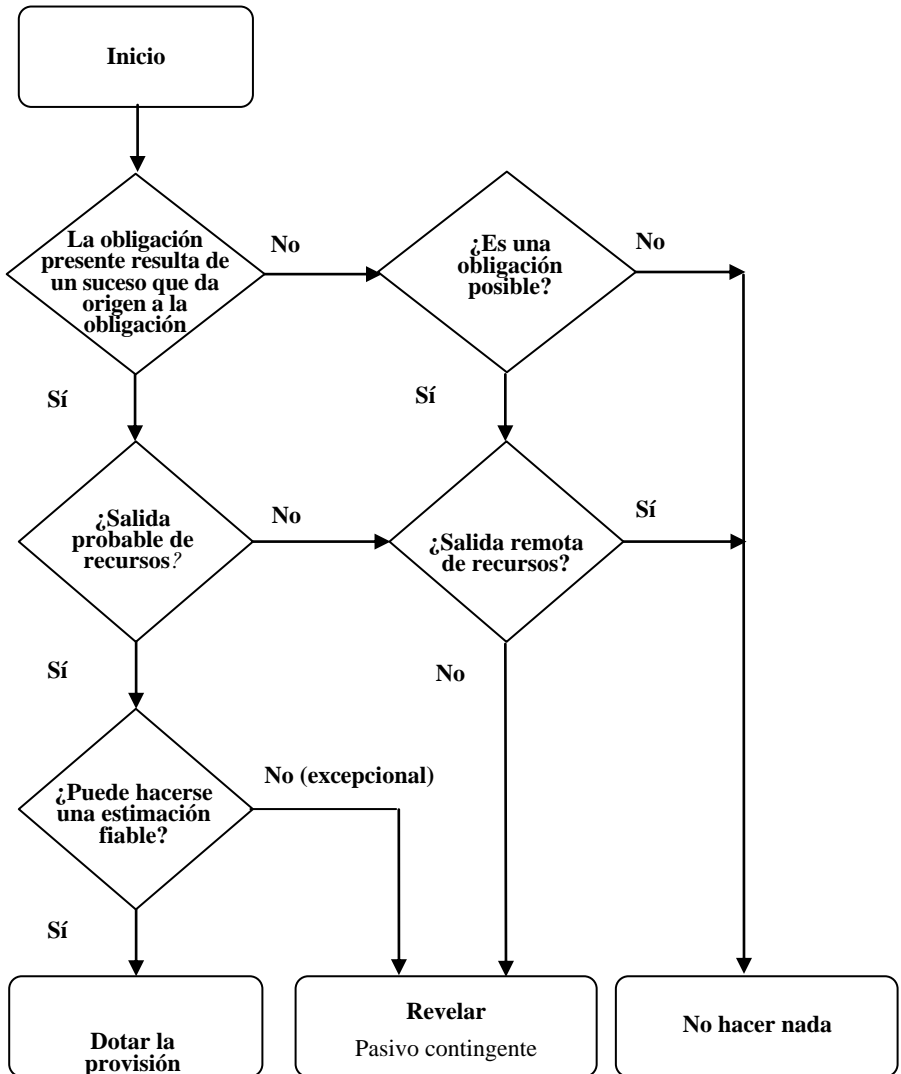 Inicio
La obligación
presente resulta de
un suceso que da
origen a la
obligación
No
¿Es una
obligación
posible?
No
Sí
Sí
¿Salida
probable de
recursos?
No
¿Salida remota
de recursos?
Sí
Sí
No
¿Puede hacerse
una estimación
fiable?
No (excepcional)
Sí
Dotar la
provisión
Revelar
Pasivo contingente
No hacer nada